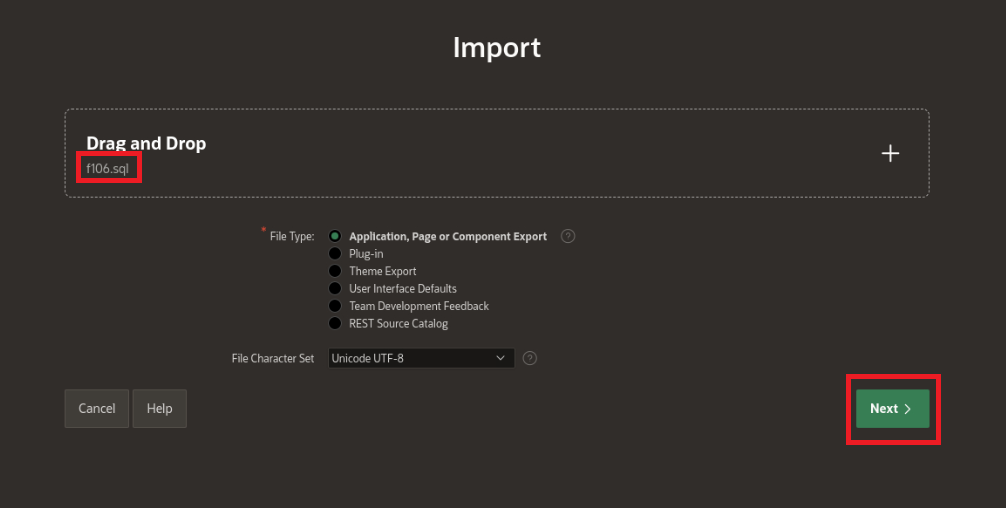 Import
Drag and Drop
f106.sql
* File Type:
Application, Page or Component Export
?
Plug-in
Theme Export
User Interface Defaults
Team Development Feedback
REST Source Catalog
File Character Set
Unicode UTF-8
?
Cancel
Help
Next